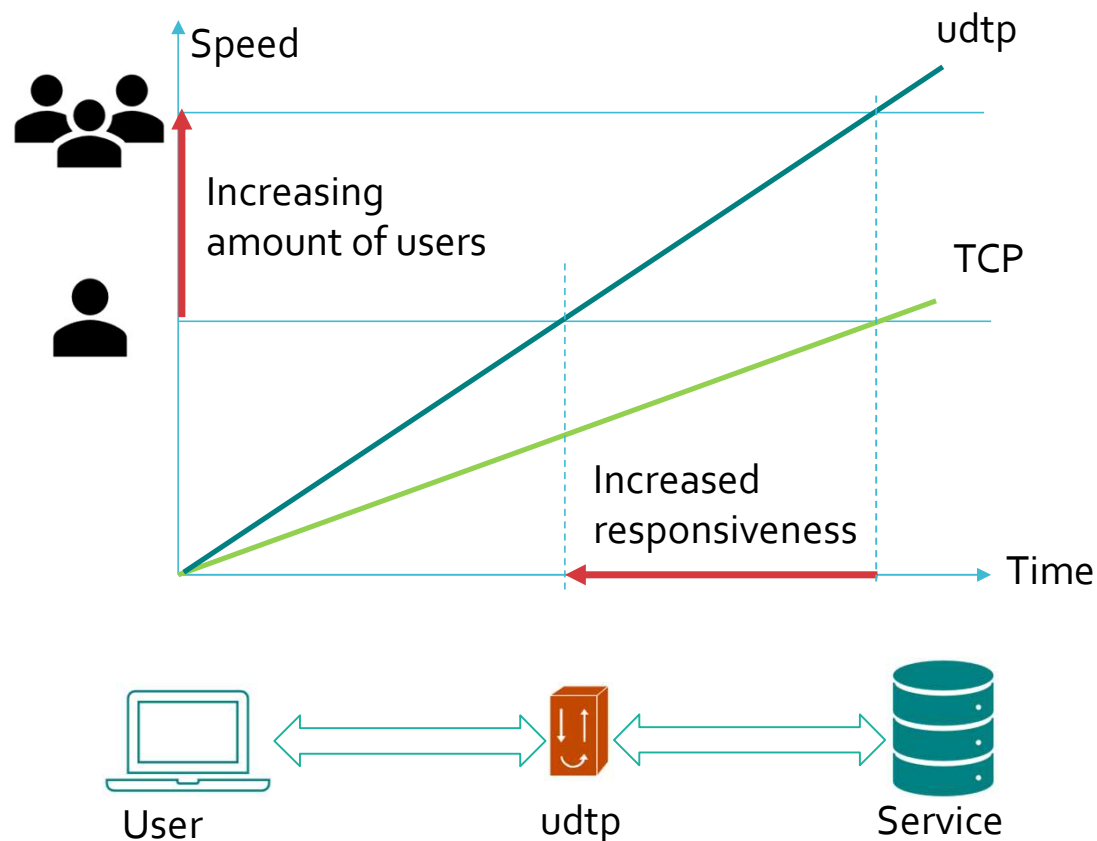 Speed
udtp
Increasing
amount of users
TCP
Increased
responsiveness
Time
User
udtp
Service